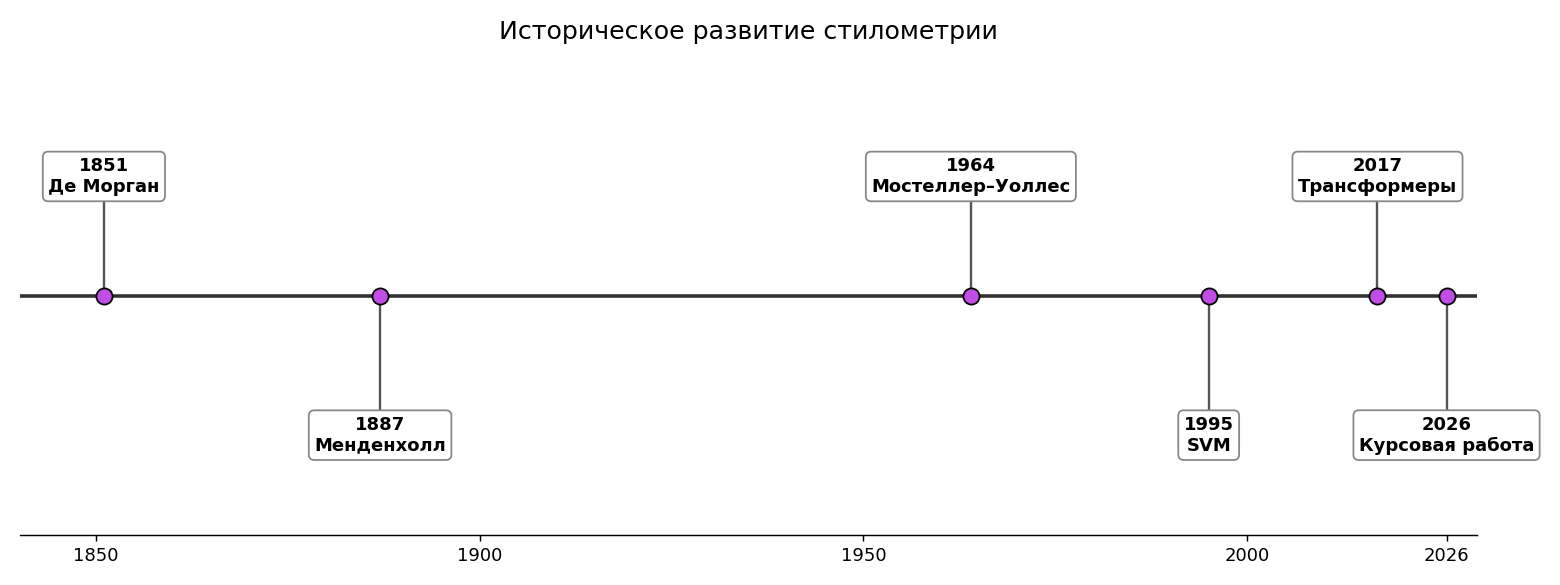 Историческое развитие стилометрии
1851
Де Морган
1964
Мостеллер–Уоллес
2017
Трансформеры
1887
Менденхолл
1995
SVM
2026
Курсовая работа
1850
1900
1950
2000
2026